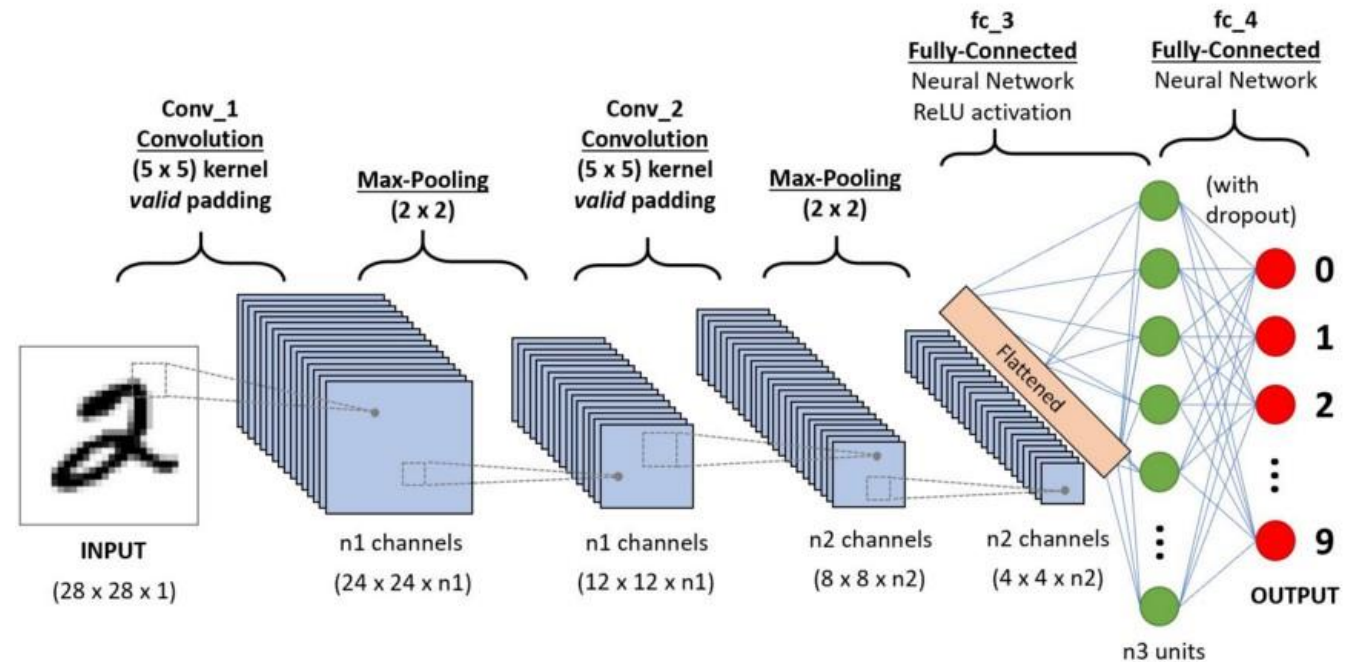 Conv_1
Convolution
(5 x 5) kernel
valid padding
Max-Pooling
(2 x 2)
Conv_2
Convolution
(5 x 5) kernel
valid padding
Max-Pooling
(2 x 2)
fc_3
Fully-Connected
Neural Network
ReLU activation
fc_4
Fully-Connected
Neural Network
(with
dropout)
2
Flattened
0
1
2
9
OUTPUT
INPUT
(28 x 28 x 1)
n1 channels
(24 x 24 x n1)
n1 channels
(12 x 12 x n1)
n2 channels
(8 x 8 x n2)
n2 channels
(4 x 4 x n2)
n3 units